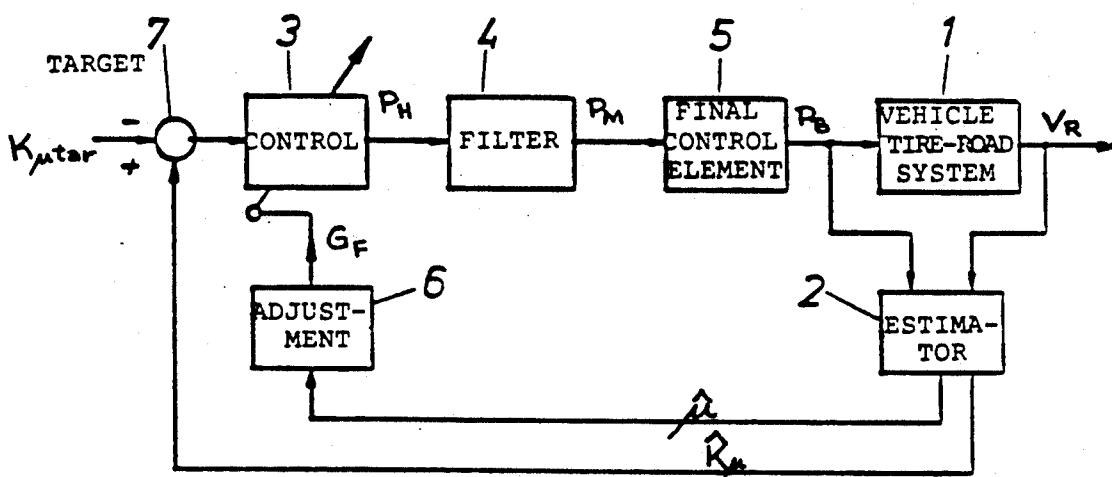 7
3
4
5
1
TARGET
P_H
P_M
P_B
V_R
K_μtar
-
+
CONTROL
FILTER
FINAL
CONTROL
ELEMENT
VEHICLE
TIRE-ROAD
SYSTEM
G_F
6
2
ADJUST-
MENT
ESTIMA-
TOR
μ̂
K̂_μ